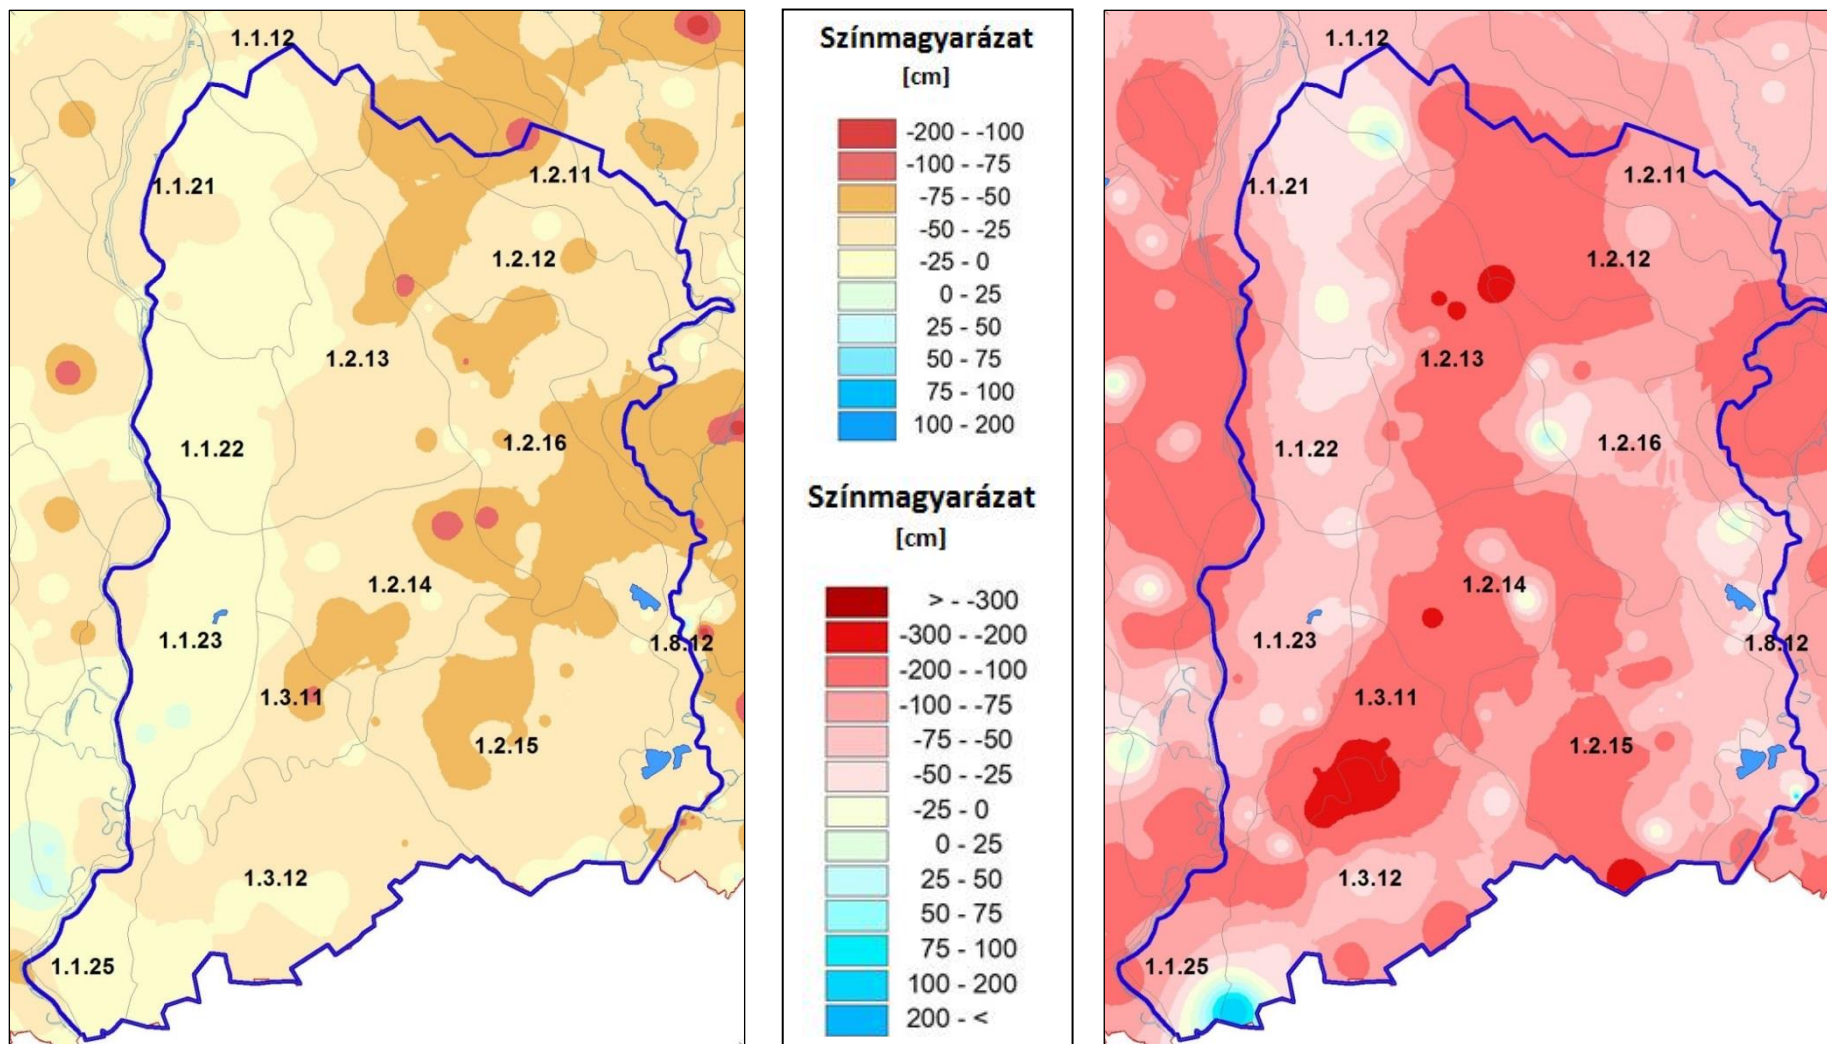 1.1.12
1.1.21
1.2.11
1.2.12
1.2.13
1.1.22
1.2.16
1.2.14
1.1.23
1.8.12
1.3.11
1.2.15
1.3.12
1.1.25
Színmagyarázat
[cm]
-200 - -100
-100 - -75
-75 - -50
-50 - -25
-25 - 0
0 - 25
25 - 50
50 - 75
75 - 100
100 - 200
Színmagyarázat
[cm]
> - -300
-300 - -200
-200 - -100
-100 - -75
-75 - -50
-50 - -25
-25 - 0
0 - 25
25 - 50
50 - 75
75 - 100
100 - 200
200 - <
1.1.12
1.1.21
1.2.11
1.2.12
1.2.13
1.1.22
1.2.16
1.2.14
1.1.23
1.8.12
1.3.11
1.2.15
1.3.12
1.1.25